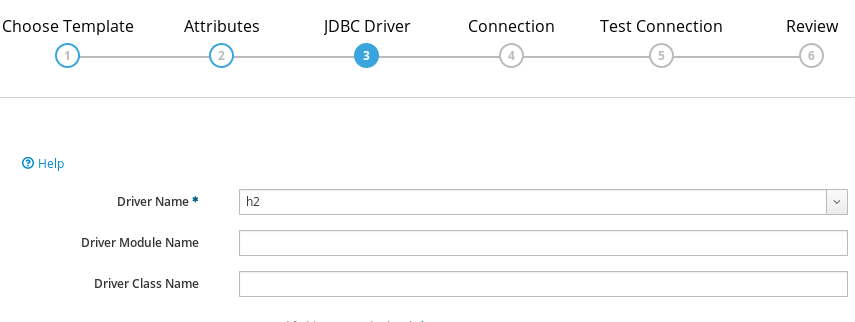 Choose Template Attributes JDBC Driver Connection Test Connection Review
1 2 3 4 5 6
Help
Driver Name * h2
Driver Module Name
Driver Class Name